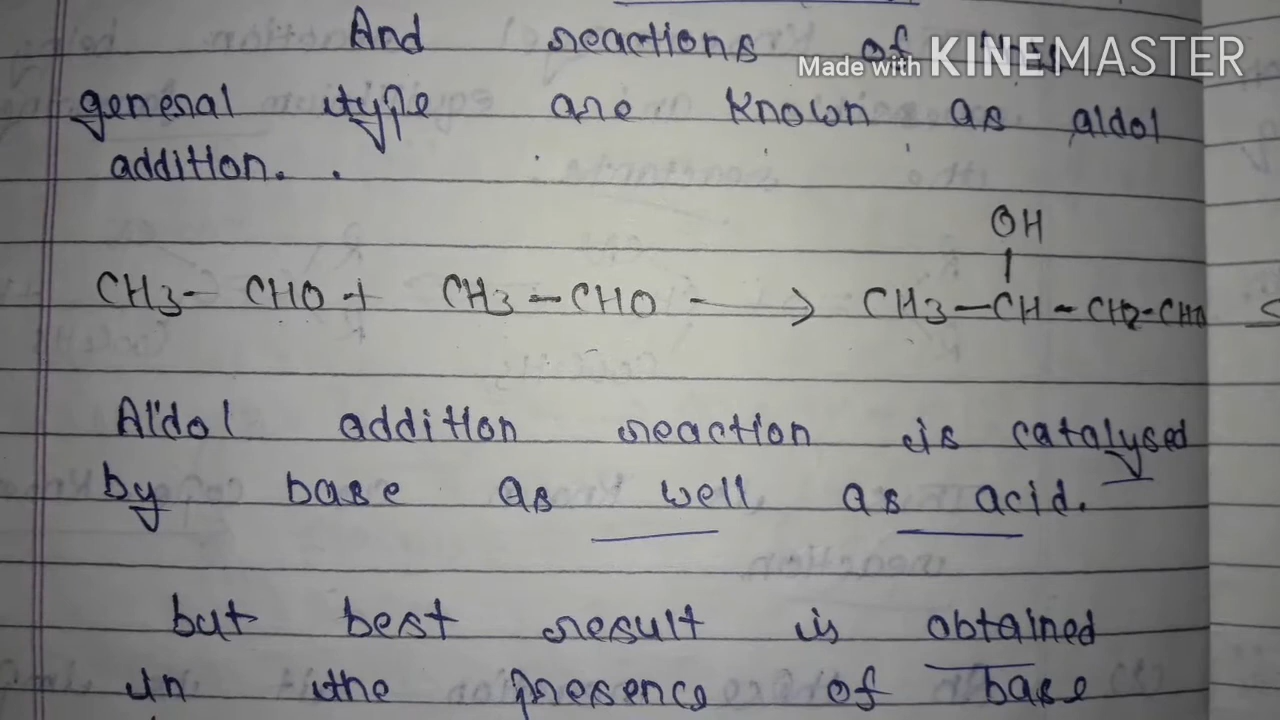 And reactions of this
Made with KINEMASTER
general type are known as aldol
addition.
OH
CH3- CHO + CH3 - CHO → CH3 - CH - CH2 - CHO
Aldol addition reaction is catalysed
by base as well as acid.
but best result is obtained
in the presence of base